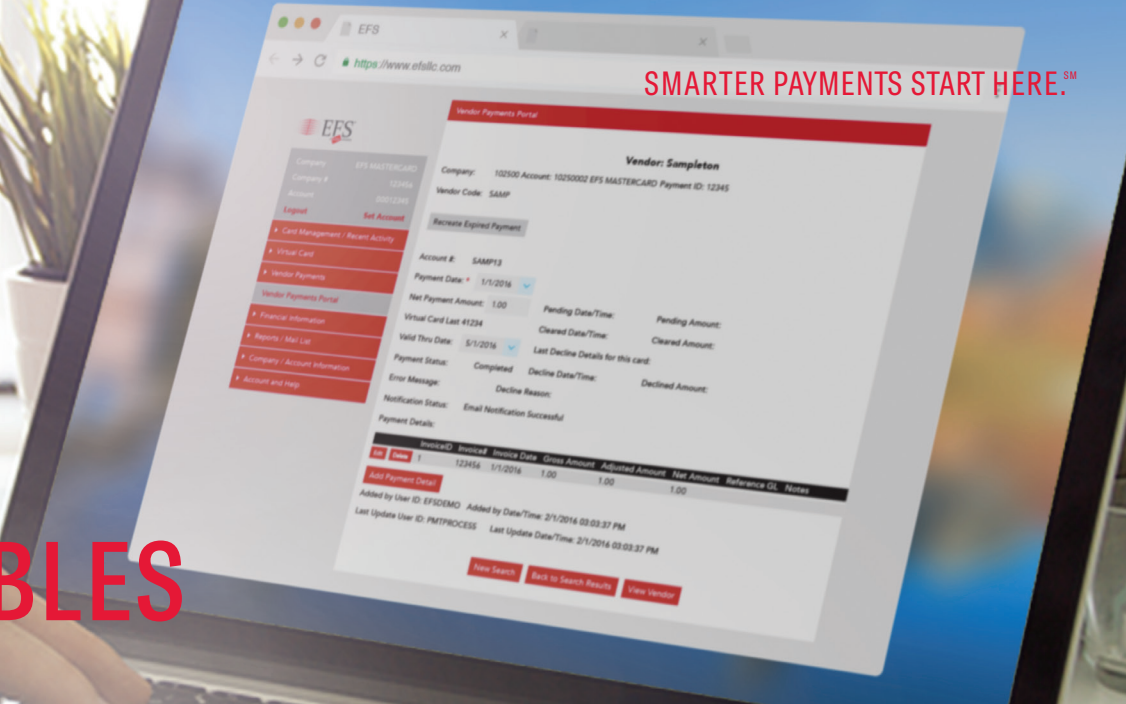 EFS
https://www.efsllc.com
SMARTER PAYMENTS START HERE.℠
Vendor Payments Portal
EFS
Vendor: Sampleton
Company: 102500 Account: 10250002 EFS MASTERCARD Payment ID: 12345
Vendor Code: SAMP
Recreate Expired Payment
Company EFS MASTERCARD
Company # 123456
Account 00012345
Logout Set Account
Card Management / Recent Activity
Virtual Card
Vendor Payments
Vendor Payments Portal
Financial Information
Reports / Mail List
Company / Account Information
Account and Help
Account #: SAMP13
Payment Date: * 1/1/2016
Net Payment Amount: 1.00 Pending Date/Time: Pending Amount:
Virtual Card Last 41234 Cleared Date/Time: Cleared Amount:
Valid Thru Date: 5/1/2016 Last Decline Details for this card:
Payment Status: Completed Decline Date/Time: Declined Amount:
Error Message: Decline Reason:
Notification Status: Email Notification Successful
Payment Details:
InvoiceID Invoice# Invoice Date Gross Amount Adjusted Amount Net Amount Reference GL Notes
Edit Delete 1 123456 1/1/2016 1.00 1.00 1.00
Add Payment Detail
Added by User ID: EFSDEMO Added by Date/Time: 2/1/2016 03:03:37 PM
Last Update User ID: PMTPROCESS Last Update Date/Time: 2/1/2016 03:03:37 PM
New Search Back to Search Results View Vendor
BLES